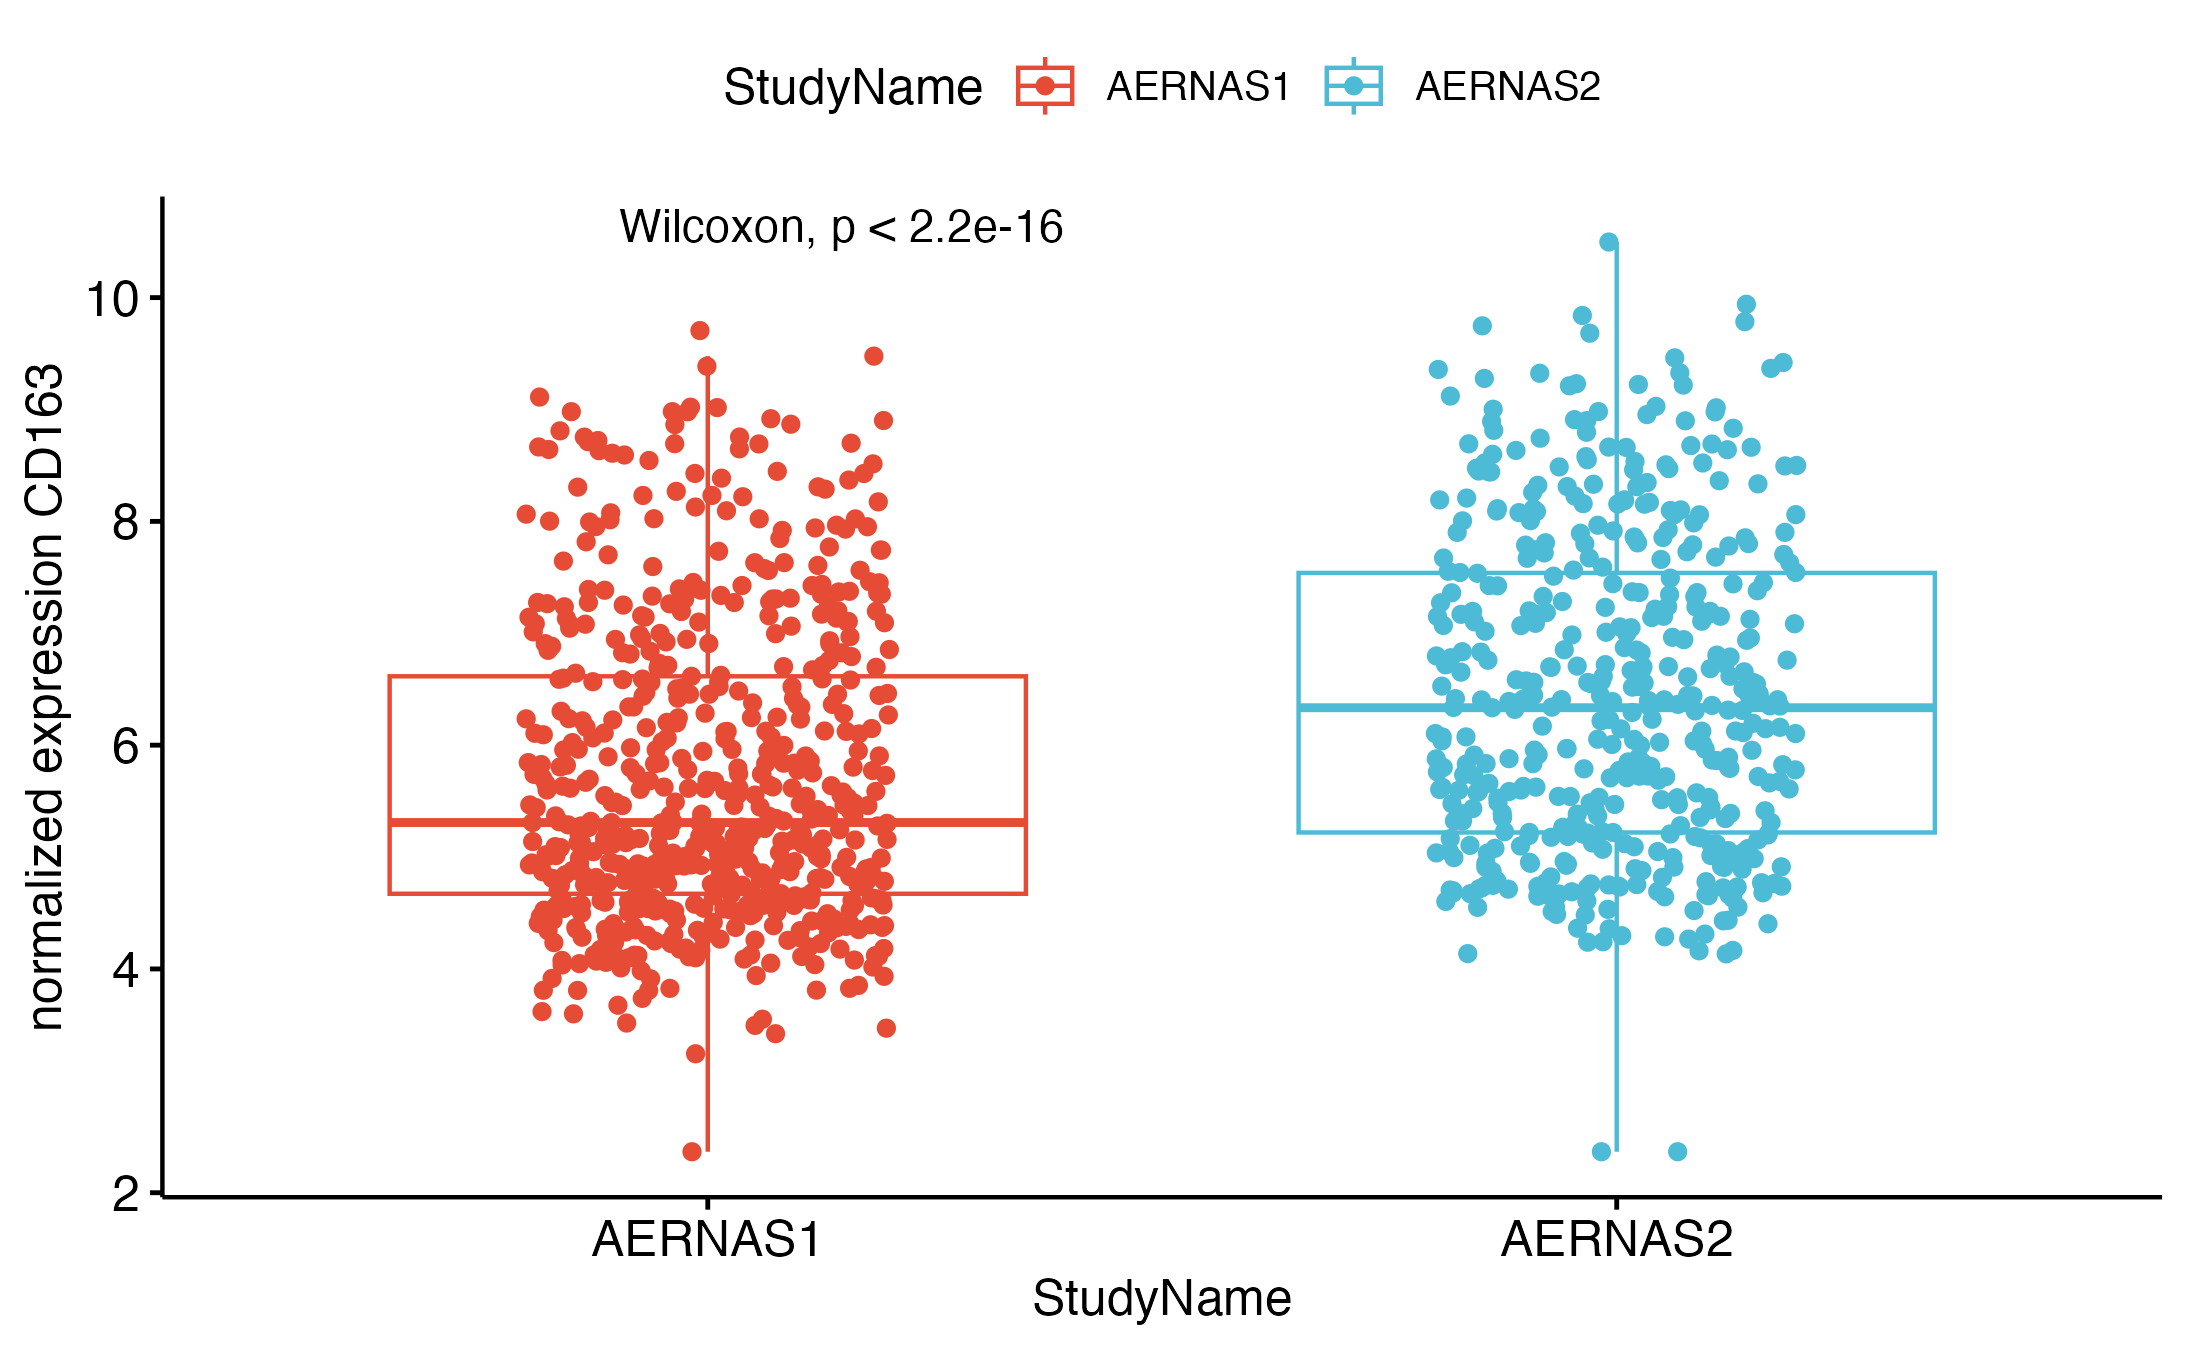 StudyName AERNAS1 AERNAS2
Wilcoxon, p < 2.2e-16
normalized expression CD163
10
8
6
4
2
AERNAS1 AERNAS2
StudyName